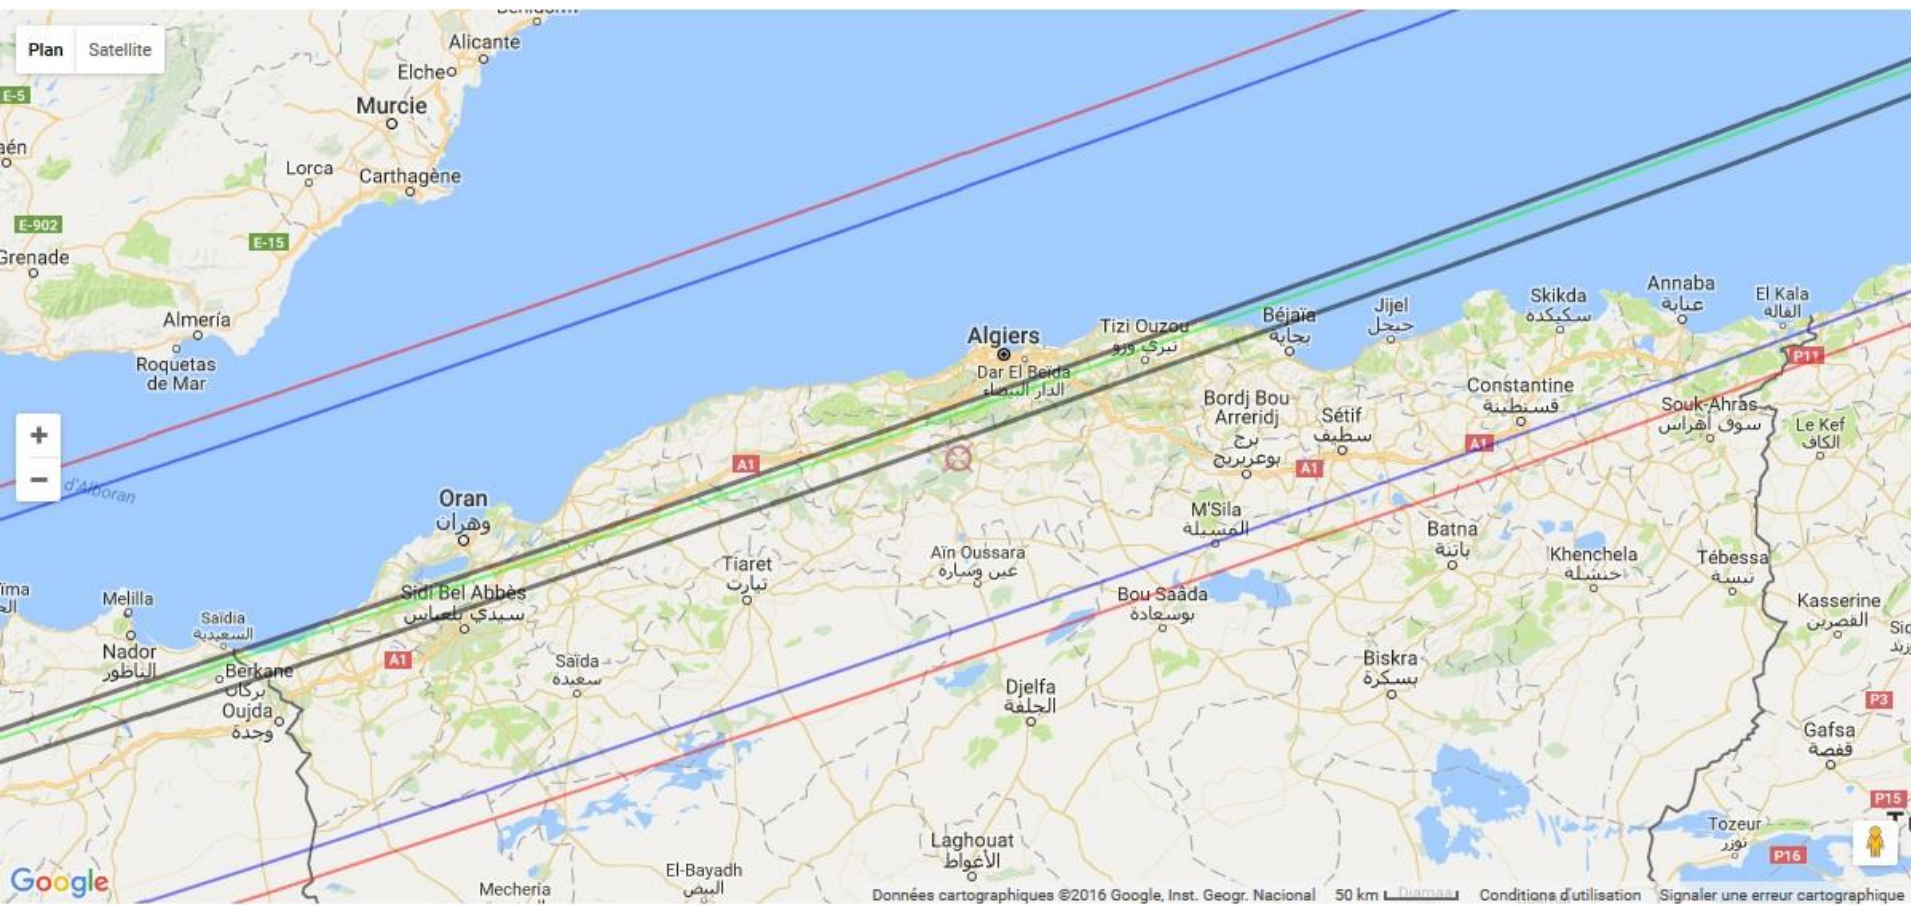 Plan
Satellite
Alicante
Elche
Murcie
E-5
Lorca
Carthagène
E-902
E-15
Grenade
Almería
Roquetas
de Mar
Annaba
عنابة
El Kala
القالة
Skikda
سكيكدة
Jijel
جيجل
Béjaïa
بجاية
Tizi Ouzou
تيزي وزو
Algiers
Dar El Beïda
الدار البيضاء
P11
Constantine
قسنطينة
Bordj Bou
Arreridj
برج
بوعريريج
Sétif
سطيف
Souk-Ahras
سوق أهراس
Le Kef
الكاف
A1
A1
A1
+
−
d'Alboran
Oran
وهران
M'Sila
المسيلة
Batna
باتنة
Khenchela
خنشلة
Tébessa
تبسة
Aïn Oussara
عين وسارة
Tiaret
تيارت
Sidi Bel Abbès
سيدي بلعباس
Bou Saâda
بوسعادة
Kasserine
القصرين
Melilla
Saïdia
السعيدية
Nador
الناظور
Berkane
بركان
A1
Saïda
سعيدة
Biskra
بسكرة
Djelfa
الجلفة
Oujda
وجدة
P3
Gafsa
قفصة
P15
Tozeur
توزر
P16
Laghouat
الأغواط
El-Bayadh
البيض
Mecheria
Google
Données cartographiques ©2016 Google, Inst. Geogr. Nacional 50 km Conditions d'utilisation Signaler une erreur cartographique